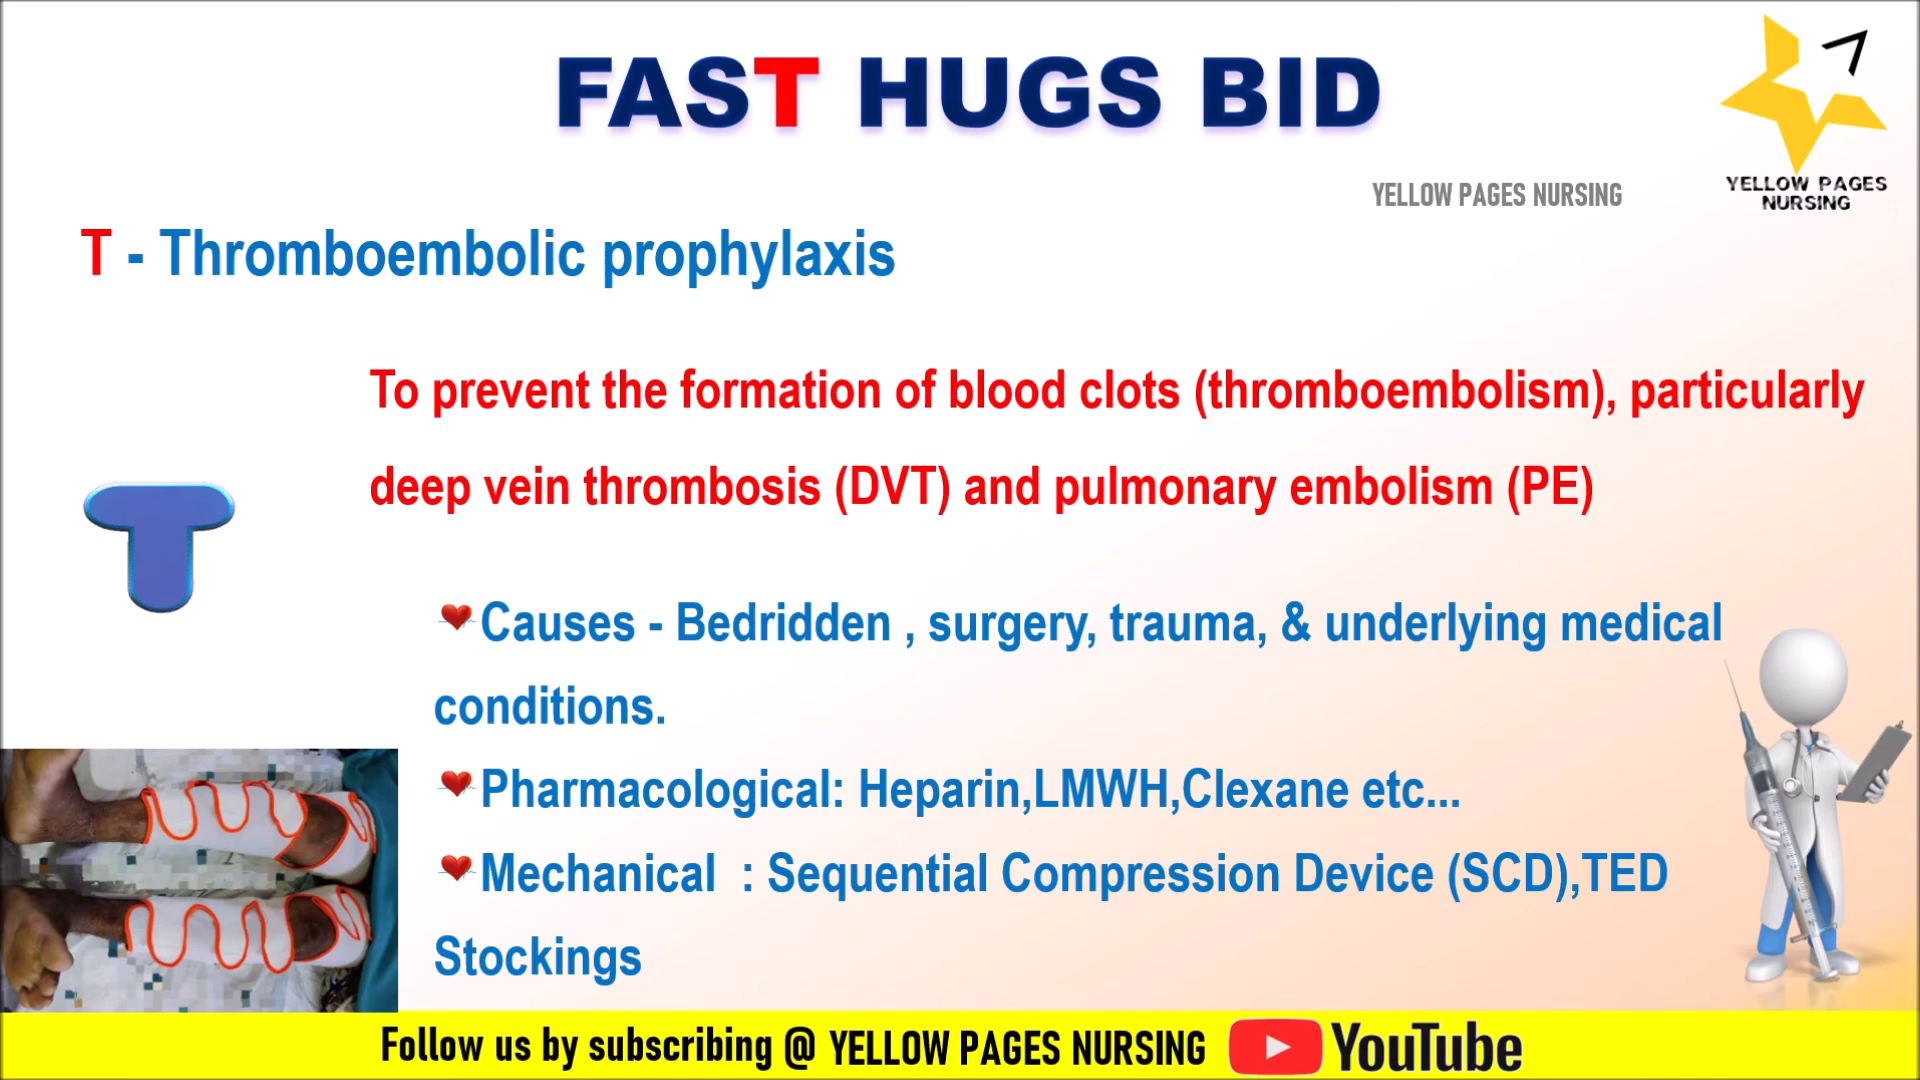 FAST HUGS BID
YELLOW PAGES
NURSING
YELLOW PAGES NURSING
T - Thromboembolic prophylaxis
To prevent the formation of blood clots (thromboembolism), particularly
deep vein thrombosis (DVT) and pulmonary embolism (PE)
T
Causes - Bedridden , surgery, trauma, & underlying medical
conditions.
Pharmacological: Heparin,LMWH,Clexane etc...
Mechanical : Sequential Compression Device (SCD),TED
Stockings
Follow us by subscribing @ YELLOW PAGES NURSING YouTube